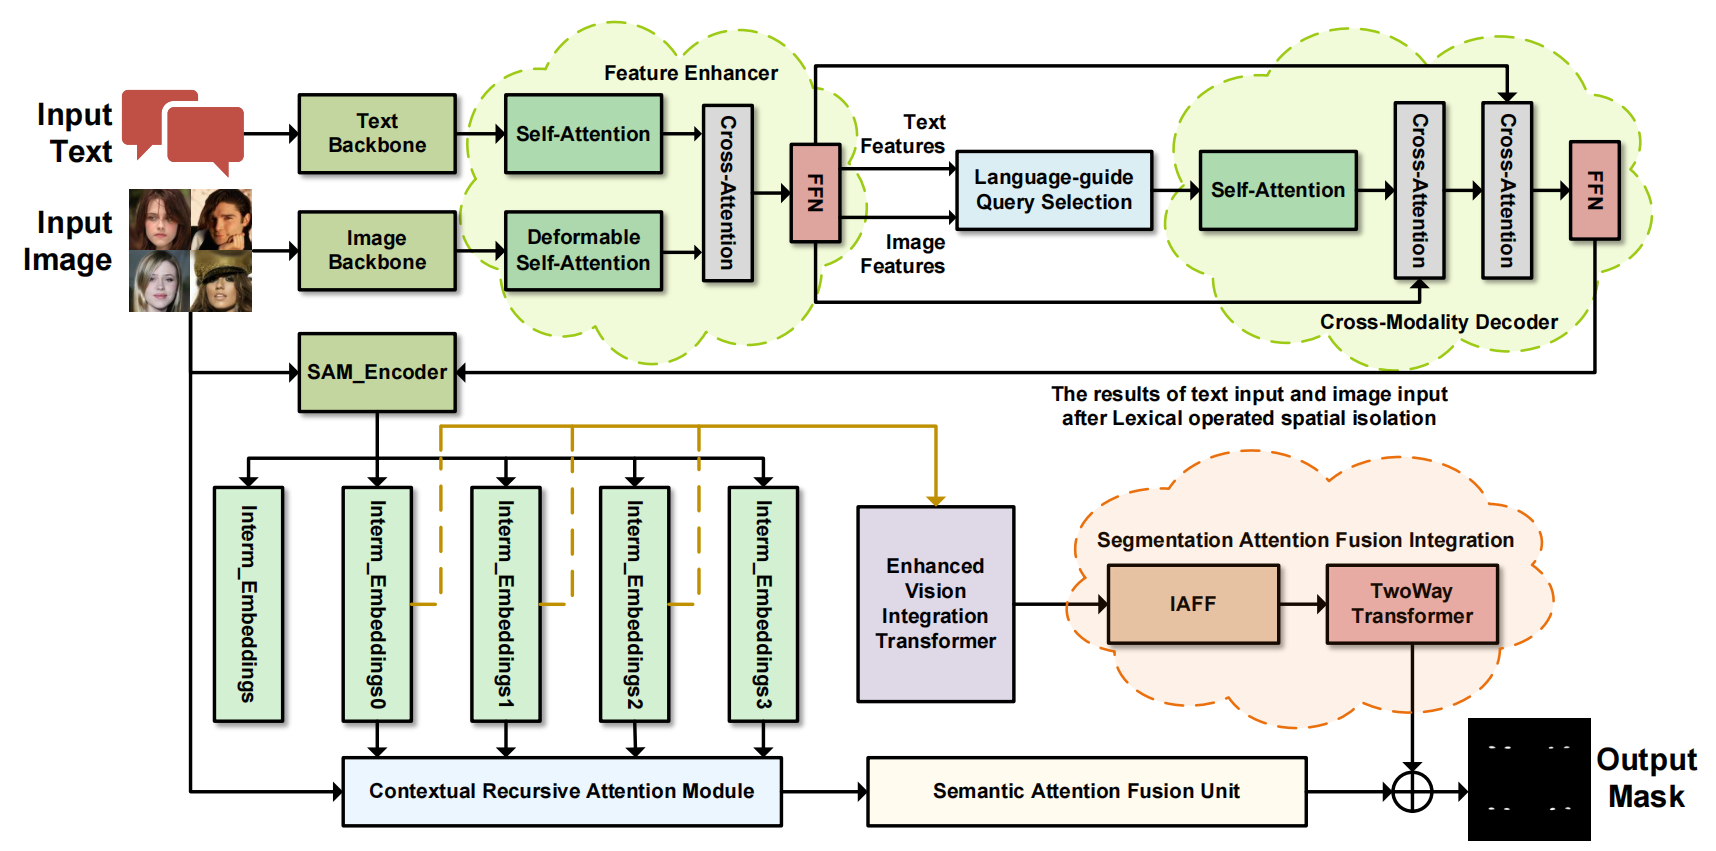 Feature Enhancer
Input
Text
Text
Backbone
Self-Attention
Cross-Attention
FFN
Text
Features
Language-guide
Query Selection
Self-Attention
Cross-Attention
Cross-Attention
FFN
Input
Image
Image
Backbone
Deformable
Self-Attention
Image
Features
Cross-Modality Decoder
SAM_Encoder
The results of text input and image input
after Lexical operated spatial isolation
Interm_Embeddings
Interm_Embeddings0
Interm_Embeddings1
Interm_Embeddings2
Interm_Embeddings3
Enhanced
Vision
Integration
Transformer
Segmentation Attention Fusion Integration
IAFF
TwoWay
Transformer
Contextual Recursive Attention Module
Semantic Attention Fusion Unit
Output
Mask